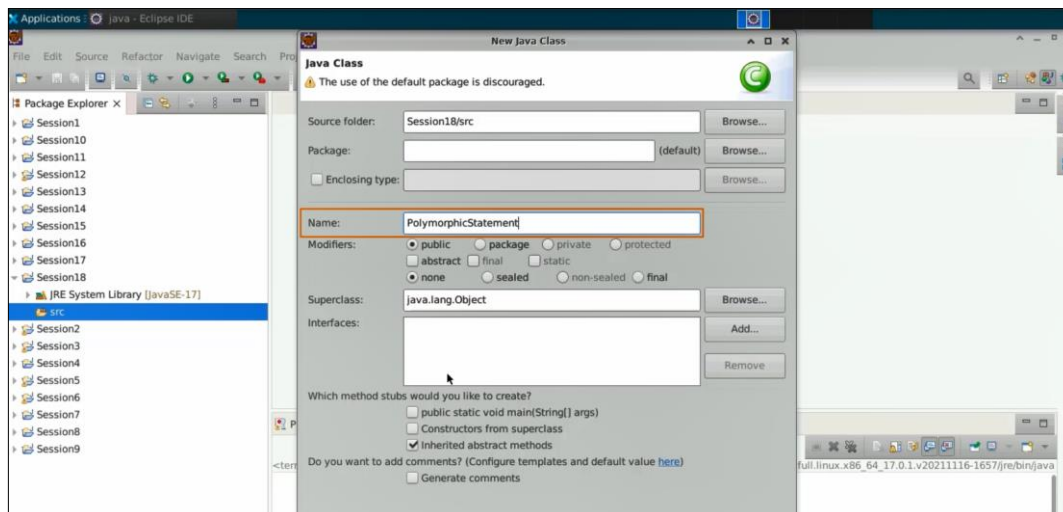 Applications : java - Eclipse IDE
New Java Class
File Edit Source Refactor Navigate Search
Java Class
The use of the default package is discouraged.
Package Explorer
Session1
Session10
Session11
Session12
Session13
Session14
Session15
Session16
Session17
Session18
JRE System Library [JavaSE-17]
src
Session2
Session3
Session4
Session5
Session6
Session7
Session8
Session9
Source folder: Session18/src Browse...
Package: (default) Browse...
Enclosing type: Browse...
Name: PolymorphicStatement
Modifiers: public package private protected
abstract final static
none sealed non-sealed final
Superclass: java.lang.Object Browse...
Interfaces: Add...
Remove
Which method stubs would you like to create?
public static void main(String[] args)
Constructors from superclass
Inherited abstract methods
Do you want to add comments? (Configure templates and default value here)
Generate comments
full.linux.x86_64_17.0.1.v20211116-1657/jre/bin/java